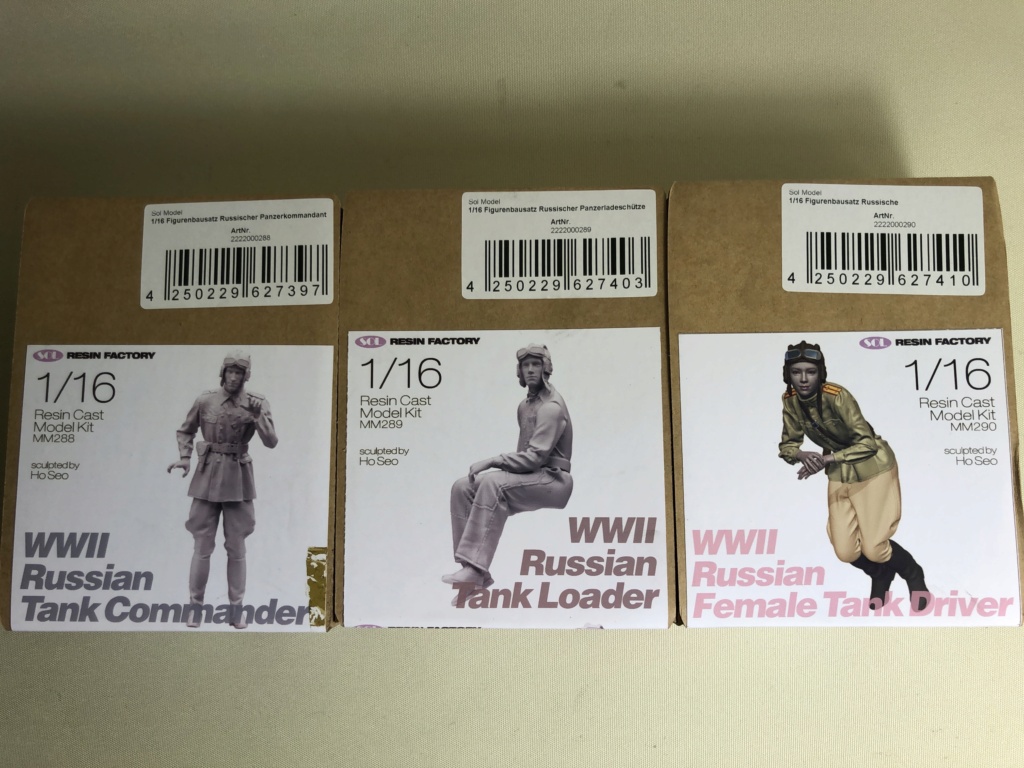 Sol Model
1/16 Figurenbausatz Russischer Panzerkommandant
ArtNr.
2222000288
4 250229 627397
SOL RESIN FACTORY
1/16
Resin Cast
Model Kit
MM288
sculpted by
Ho Seo
WWII
Russian
Tank Commander
Sol Model
1/16 Figurenbausatz Russischer Panzerladeschütze
ArtNr.
2222000289
4 250229 627403
SOL RESIN FACTORY
1/16
Resin Cast
Model Kit
MM289
sculpted by
Ho Seo
WWII
Russian
Tank Loader
SOL RESIN FACTORY
Sol Model
1/16 Figurenbausatz Russische
ArtNr.
2222000290
4 250229 627410
SOL RESIN FACTORY
1/16
Resin Cast
Model Kit
MM290
sculpted by
Ho Seo
WWII
Russian
Female Tank Driver